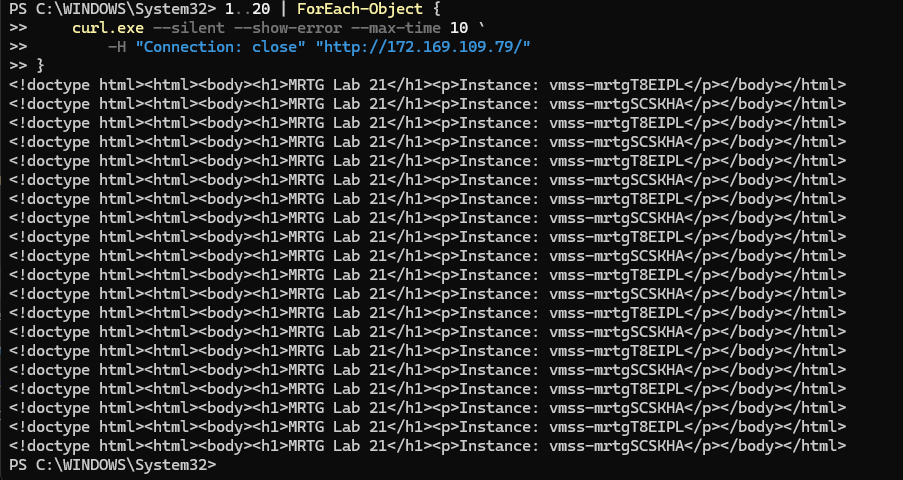 PS C:\WINDOWS\System32> 1..20 | ForEach-Object {
>>     curl.exe --silent --show-error --max-time 10 `
>>         -H "Connection: close" "http://172.169.109.79/"
>> }
<!doctype html><html><body><h1>MRTG Lab 21</h1><p>Instance: vmss-mrtgT8EIPL</p></body></html>
<!doctype html><html><body><h1>MRTG Lab 21</h1><p>Instance: vmss-mrtgSCSKHA</p></body></html>
<!doctype html><html><body><h1>MRTG Lab 21</h1><p>Instance: vmss-mrtgT8EIPL</p></body></html>
<!doctype html><html><body><h1>MRTG Lab 21</h1><p>Instance: vmss-mrtgSCSKHA</p></body></html>
<!doctype html><html><body><h1>MRTG Lab 21</h1><p>Instance: vmss-mrtgT8EIPL</p></body></html>
<!doctype html><html><body><h1>MRTG Lab 21</h1><p>Instance: vmss-mrtgSCSKHA</p></body></html>
<!doctype html><html><body><h1>MRTG Lab 21</h1><p>Instance: vmss-mrtgT8EIPL</p></body></html>
<!doctype html><html><body><h1>MRTG Lab 21</h1><p>Instance: vmss-mrtgSCSKHA</p></body></html>
<!doctype html><html><body><h1>MRTG Lab 21</h1><p>Instance: vmss-mrtgT8EIPL</p></body></html>
<!doctype html><html><body><h1>MRTG Lab 21</h1><p>Instance: vmss-mrtgSCSKHA</p></body></html>
<!doctype html><html><body><h1>MRTG Lab 21</h1><p>Instance: vmss-mrtgT8EIPL</p></body></html>
<!doctype html><html><body><h1>MRTG Lab 21</h1><p>Instance: vmss-mrtgSCSKHA</p></body></html>
<!doctype html><html><body><h1>MRTG Lab 21</h1><p>Instance: vmss-mrtgT8EIPL</p></body></html>
<!doctype html><html><body><h1>MRTG Lab 21</h1><p>Instance: vmss-mrtgSCSKHA</p></body></html>
<!doctype html><html><body><h1>MRTG Lab 21</h1><p>Instance: vmss-mrtgT8EIPL</p></body></html>
<!doctype html><html><body><h1>MRTG Lab 21</h1><p>Instance: vmss-mrtgSCSKHA</p></body></html>
<!doctype html><html><body><h1>MRTG Lab 21</h1><p>Instance: vmss-mrtgT8EIPL</p></body></html>
<!doctype html><html><body><h1>MRTG Lab 21</h1><p>Instance: vmss-mrtgSCSKHA</p></body></html>
<!doctype html><html><body><h1>MRTG Lab 21</h1><p>Instance: vmss-mrtgT8EIPL</p></body></html>
<!doctype html><html><body><h1>MRTG Lab 21</h1><p>Instance: vmss-mrtgSCSKHA</p></body></html>
PS C:\WINDOWS\System32>